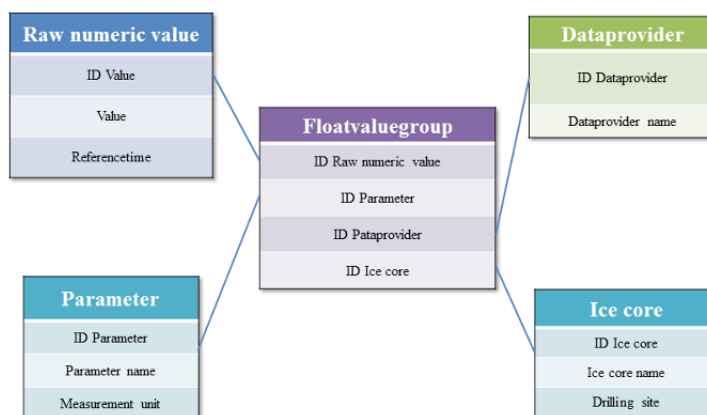 Raw numeric value
ID Value
Value
Referencetime
Dataprovider
ID Dataprovider
Dataprovider name
Floatvaluegroup
ID Raw numeric value
ID Parameter
ID Pataprovider
ID Ice core
Parameter
ID Parameter
Parameter name
Measurement unit
Ice core
ID Ice core
Ice core name
Drilling site